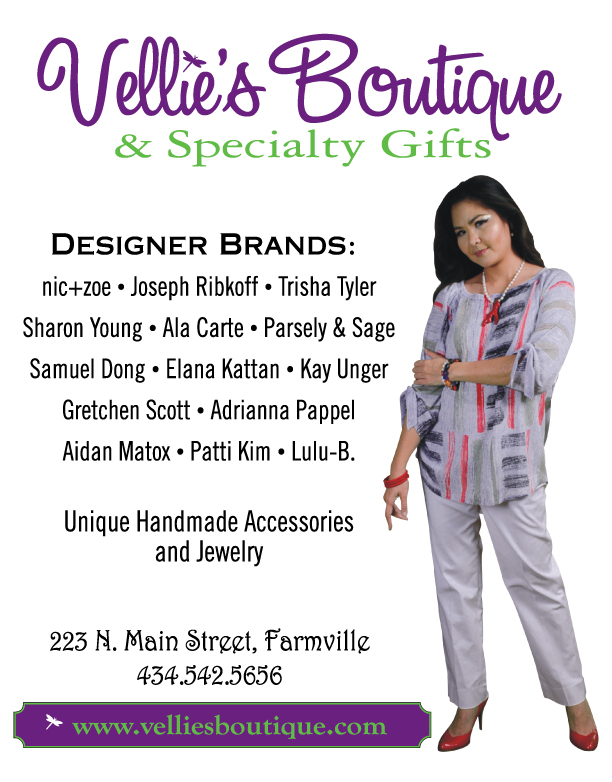 Vellie's Boutique
& Specialty Gifts
Designer Brands:
nic+zoe • Joseph Ribkoff • Trisha Tyler
Sharon Young • Ala Carte • Parsely & Sage
Samuel Dong • Elana Kattan • Kay Unger
Gretchen Scott • Adrianna Pappel
Aidan Matox • Patti Kim • Lulu-B.
Unique Handmade Accessories
and Jewelry
223 N. Main Street, Farmville
434.542.5656
www.velliesboutique.com